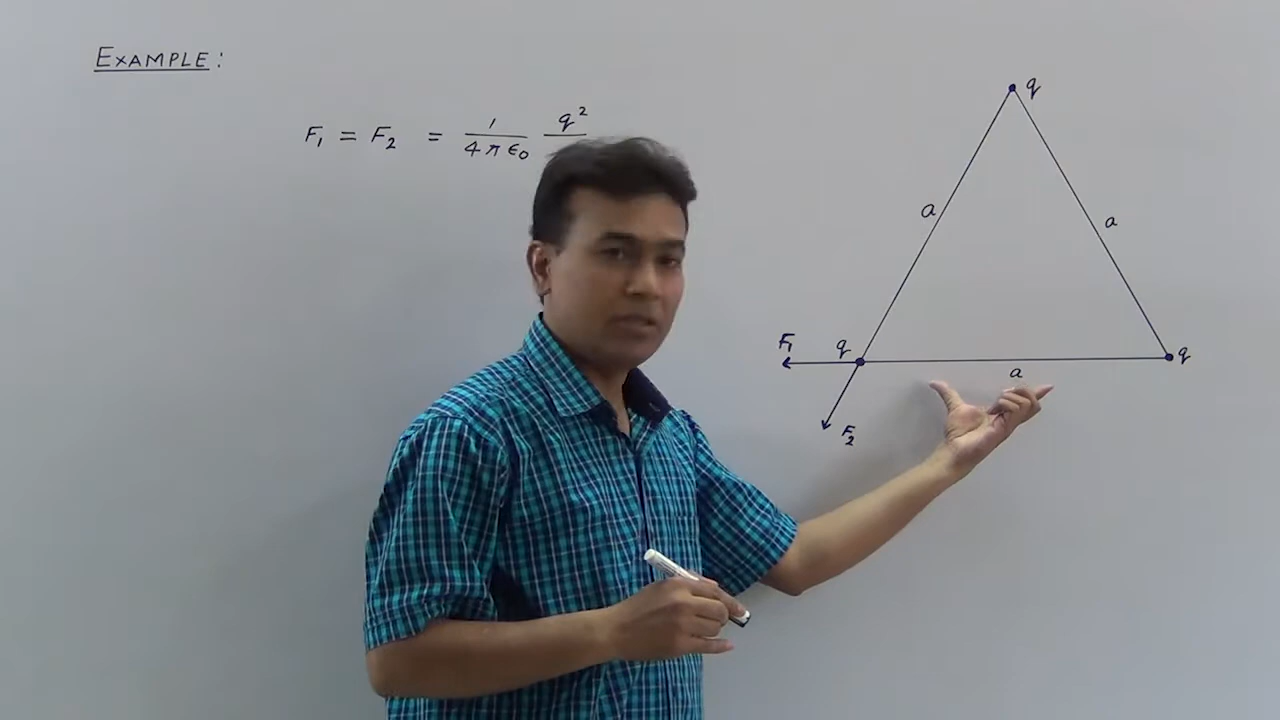 EXAMPLE:
F₁ = F₂ = 1/4πϵ₀ q²/
q
a
a
F₁
q
q
a
F₂